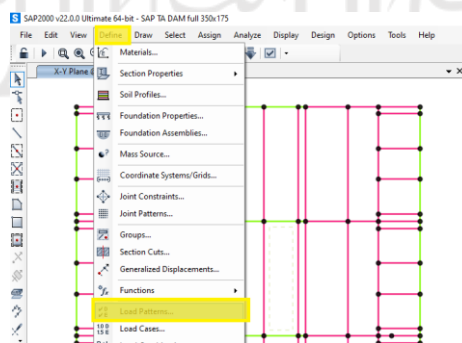 SAP2000 v22.0.0 Ultimate 64-bit - SAP TA DAM full 350x175
File Edit View Define Draw Select Assign Analyze Display Design Options Tools Help
X-Y Plane
Materials...
Section Properties
Soil Profiles...
Foundation Properties...
Foundation Assemblies...
Mass Source...
Coordinate Systems/Grids...
Joint Constraints...
Joint Patterns...
Groups...
Section Cuts...
Generalized Displacements...
Functions
Load Patterns...
Load Cases...